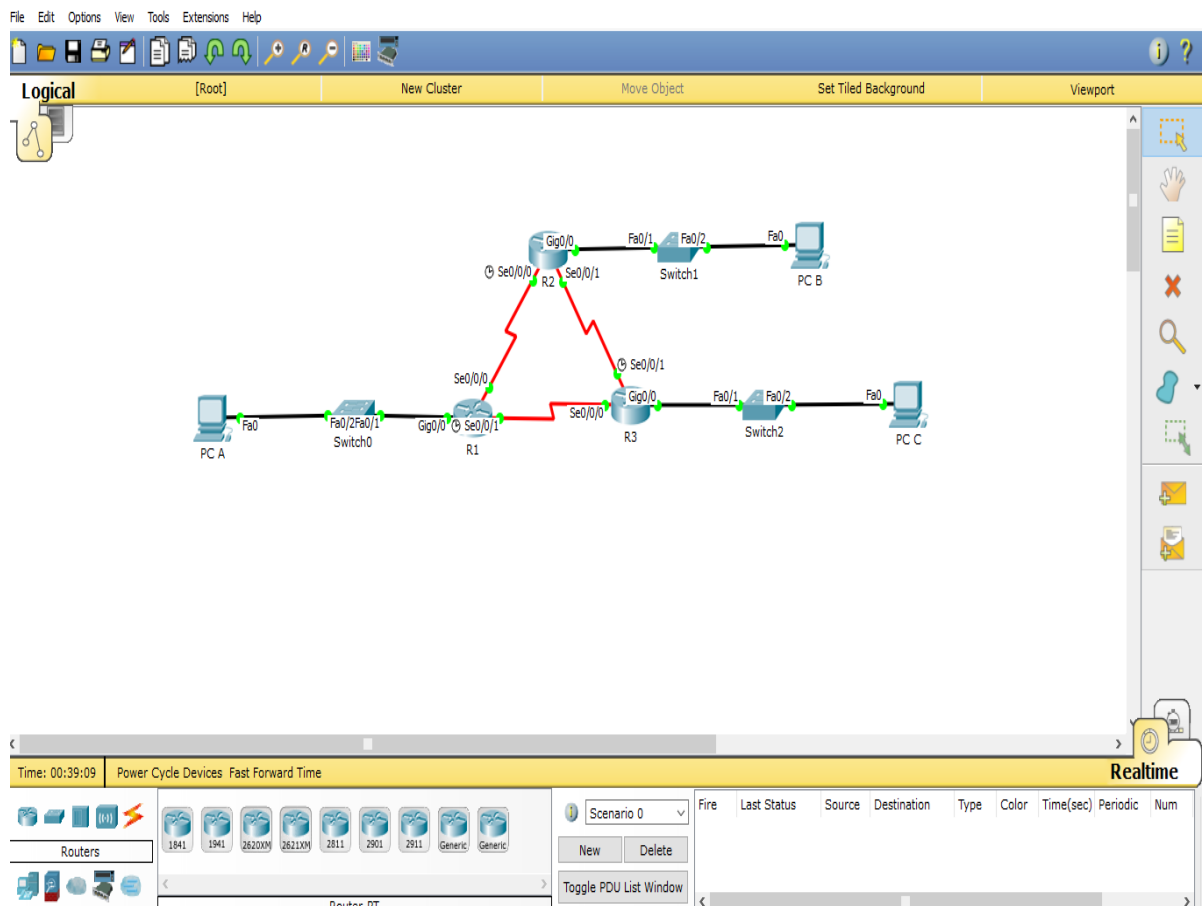 File Edit Options View Tools Extensions Help
Logical [Root] New Cluster Move Object Set Tiled Background Viewport
Gig0/0 Fa0/1 Fa0/2 Fa0
Se0/0/0 Se0/0/1
R2 Switch1 PC B
Se0/0/1
Se0/0/0
Gig0/0 Fa0/1 Fa0/2 Fa0
Se0/0/0
Fa0 Fa0/2Fa0/1 Gig0/0 Se0/0/1
PC A Switch0 R1 R3 Switch2 PC C
Time: 00:39:09 Power Cycle Devices Fast Forward Time Realtime
Routers
1841 1941 2620XM 2621XM 2811 2901 2911 Generic Generic
Scenario 0
New Delete
Toggle PDU List Window
Fire Last Status Source Destination Type Color Time(sec) Periodic Num